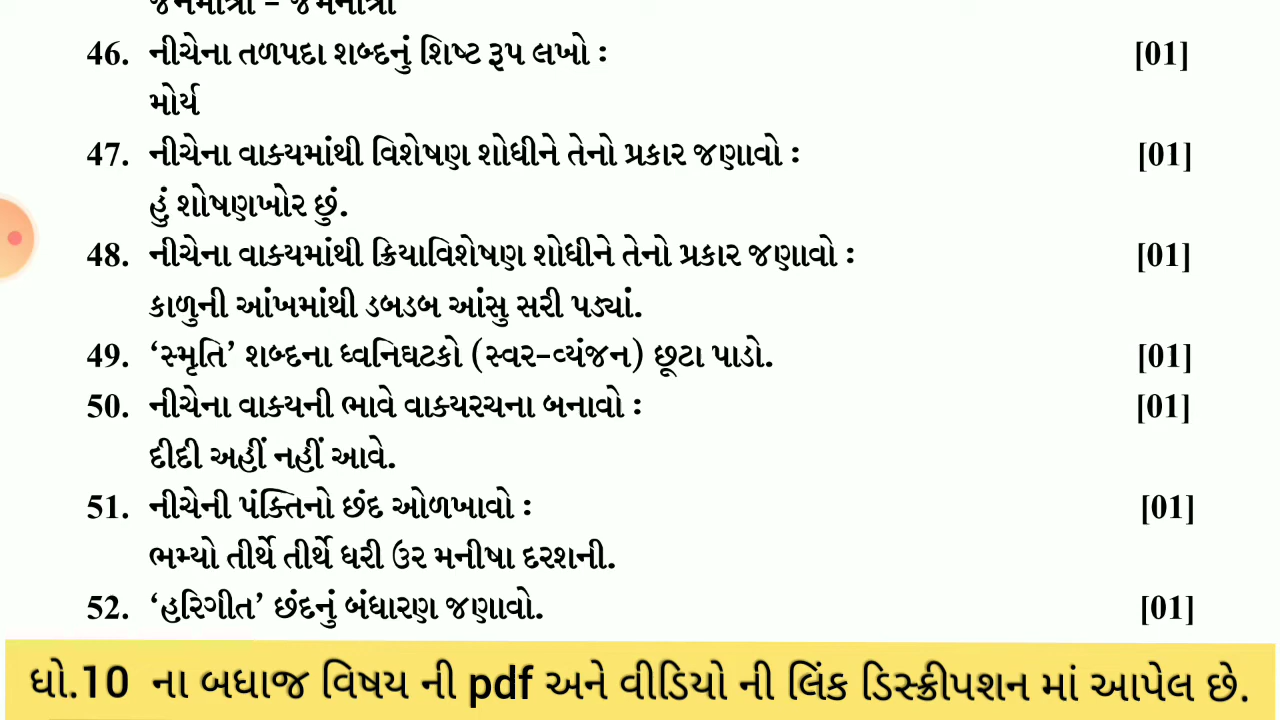 જનમાત્રી – જમનાત્રી
46. નીચેના તળપદા શબ્દનું શિષ્ટ રૂપ લખો : [01]
મોર્ય
47. નીચેના વાક્યમાંથી વિશેષણ શોધીને તેનો પ્રકાર જણાવો : [01]
હું શોષણખોર છું.
48. નીચેના વાક્યમાંથી ક્રિયાવિશેષણ શોધીને તેનો પ્રકાર જણાવો : [01]
કાળુની આંખમાંથી ડબડબ આંસુ સરી પડ્યાં.
49. ‘સ્મૃતિ’ શબ્દના ધ્વનિઘટકો (સ્વર–વ્યંજન) છૂટા પાડો. [01]
50. નીચેના વાક્યની ભાવે વાક્યરચના બનાવો : [01]
દીદી અહીં નહીં આવે.
51. નીચેની પંક્તિનો છંદ ઓળખાવો : [01]
ભમ્યો તીર્થે તીર્થે ધરી ઉર મનીષા દરશની.
52. ‘હરિગીત’ છંદનું બંધારણ જણાવો. [01]
ધો.10 ના બધાજ વિષય ની pdf અને વીડિયો ની લિંક ડિસ્ક્રીપશન માં આપેલ છે.